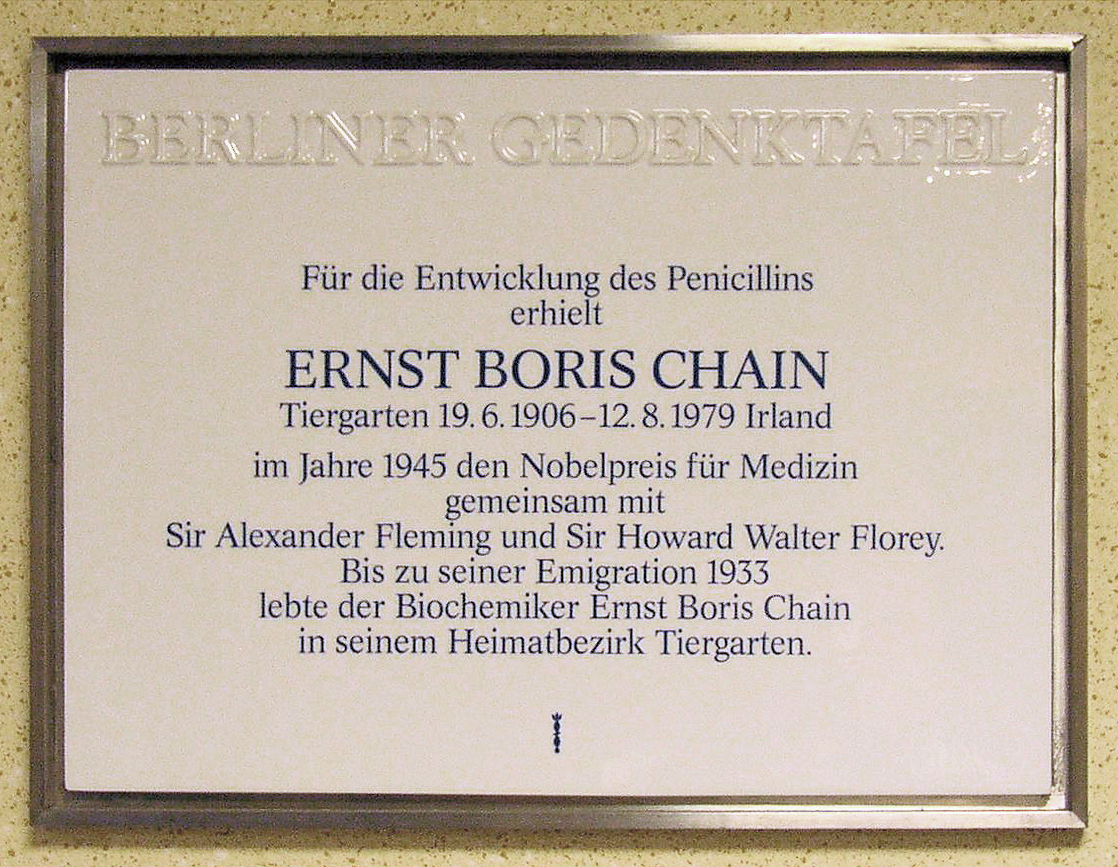 BERLINER GEDENKTAFEL
Für die Entwicklung des Penicillins
erhielt
ERNST BORIS CHAIN
Tiergarten 19.6.1906–12.8.1979 Irland
im Jahre 1945 den Nobelpreis für Medizin
gemeinsam mit
Sir Alexander Fleming und Sir Howard Walter Florey.
Bis zu seiner Emigration 1933
lebte der Biochemiker Ernst Boris Chain
in seinem Heimatbezirk Tiergarten.